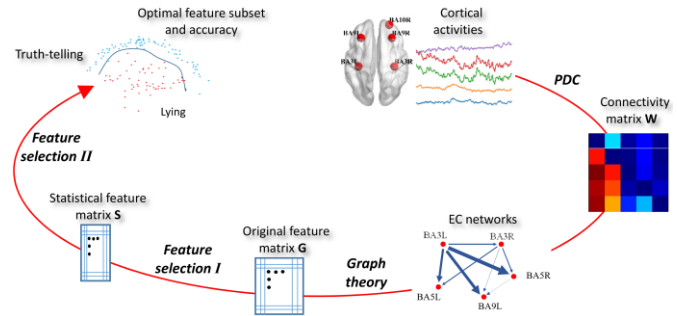 Optimal feature subset
and accuracy
Truth-telling
Lying
Cortical
activities
BA10R
BA9L
BA9R
BA3L
BA3R
PDC
Connectivity
matrix W
Feature
selection II
Statistical feature
matrix S
Feature
selection I
Original feature
matrix G
Graph
theory
EC networks
BA3L
BA3R
BA5R
BA5L
BA9L